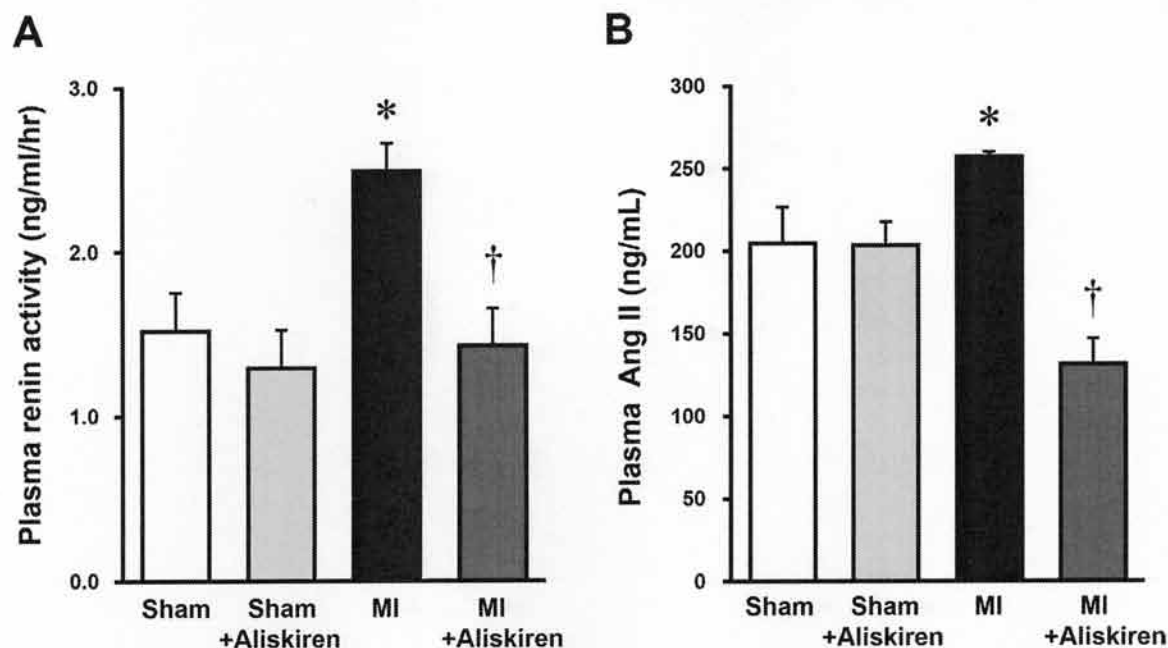 A
Plasma renin activity (ng/ml/hr)
3.0
2.0
1.0
0.0
*
†
Sham
Sham
+Aliskiren
MI
MI
+Aliskiren
B
Plasma Ang II (ng/mL)
300
250
200
150
100
50
0
*
†
Sham
Sham
+Aliskiren
MI
MI
+Aliskiren